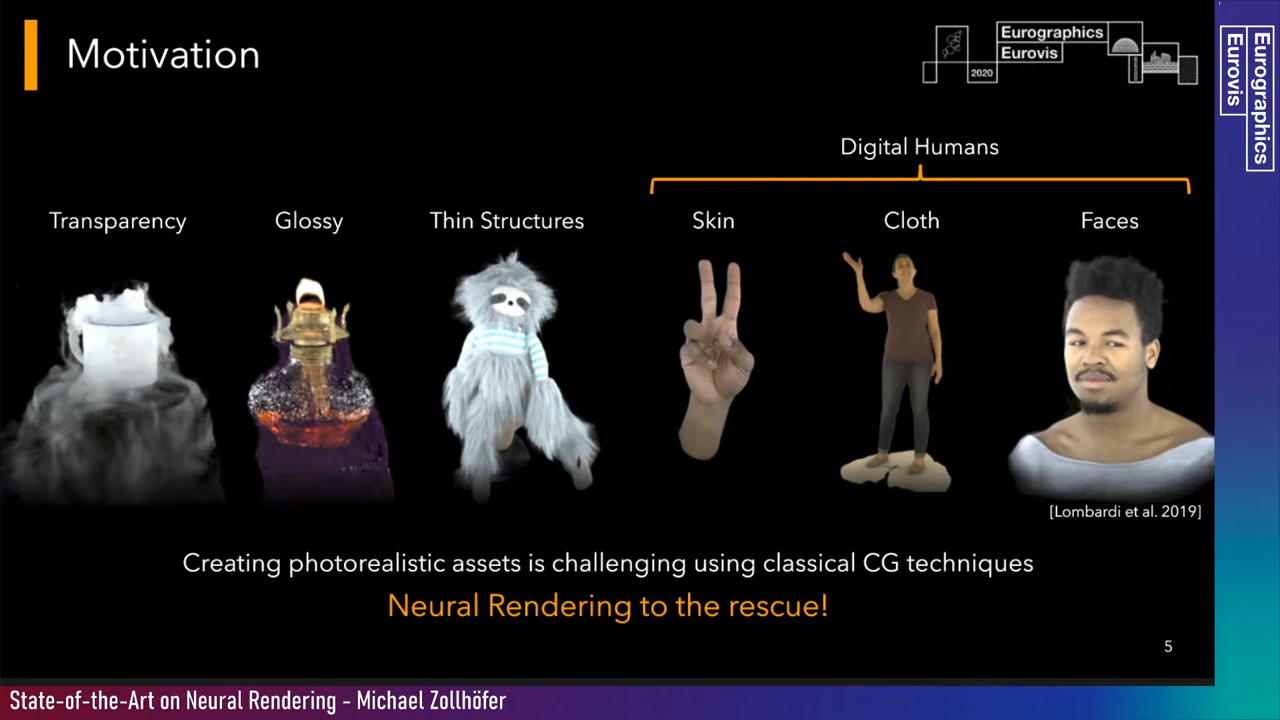 Motivation
Eurographics
Eurovis
2020
Eurographics
Eurovis
Digital Humans
Transparency
Glossy
Thin Structures
Skin
Cloth
Faces
[Lombardi et al. 2019]
Creating photorealistic assets is challenging using classical CG techniques
Neural Rendering to the rescue!
5
State-of-the-Art on Neural Rendering - Michael Zollhöfer